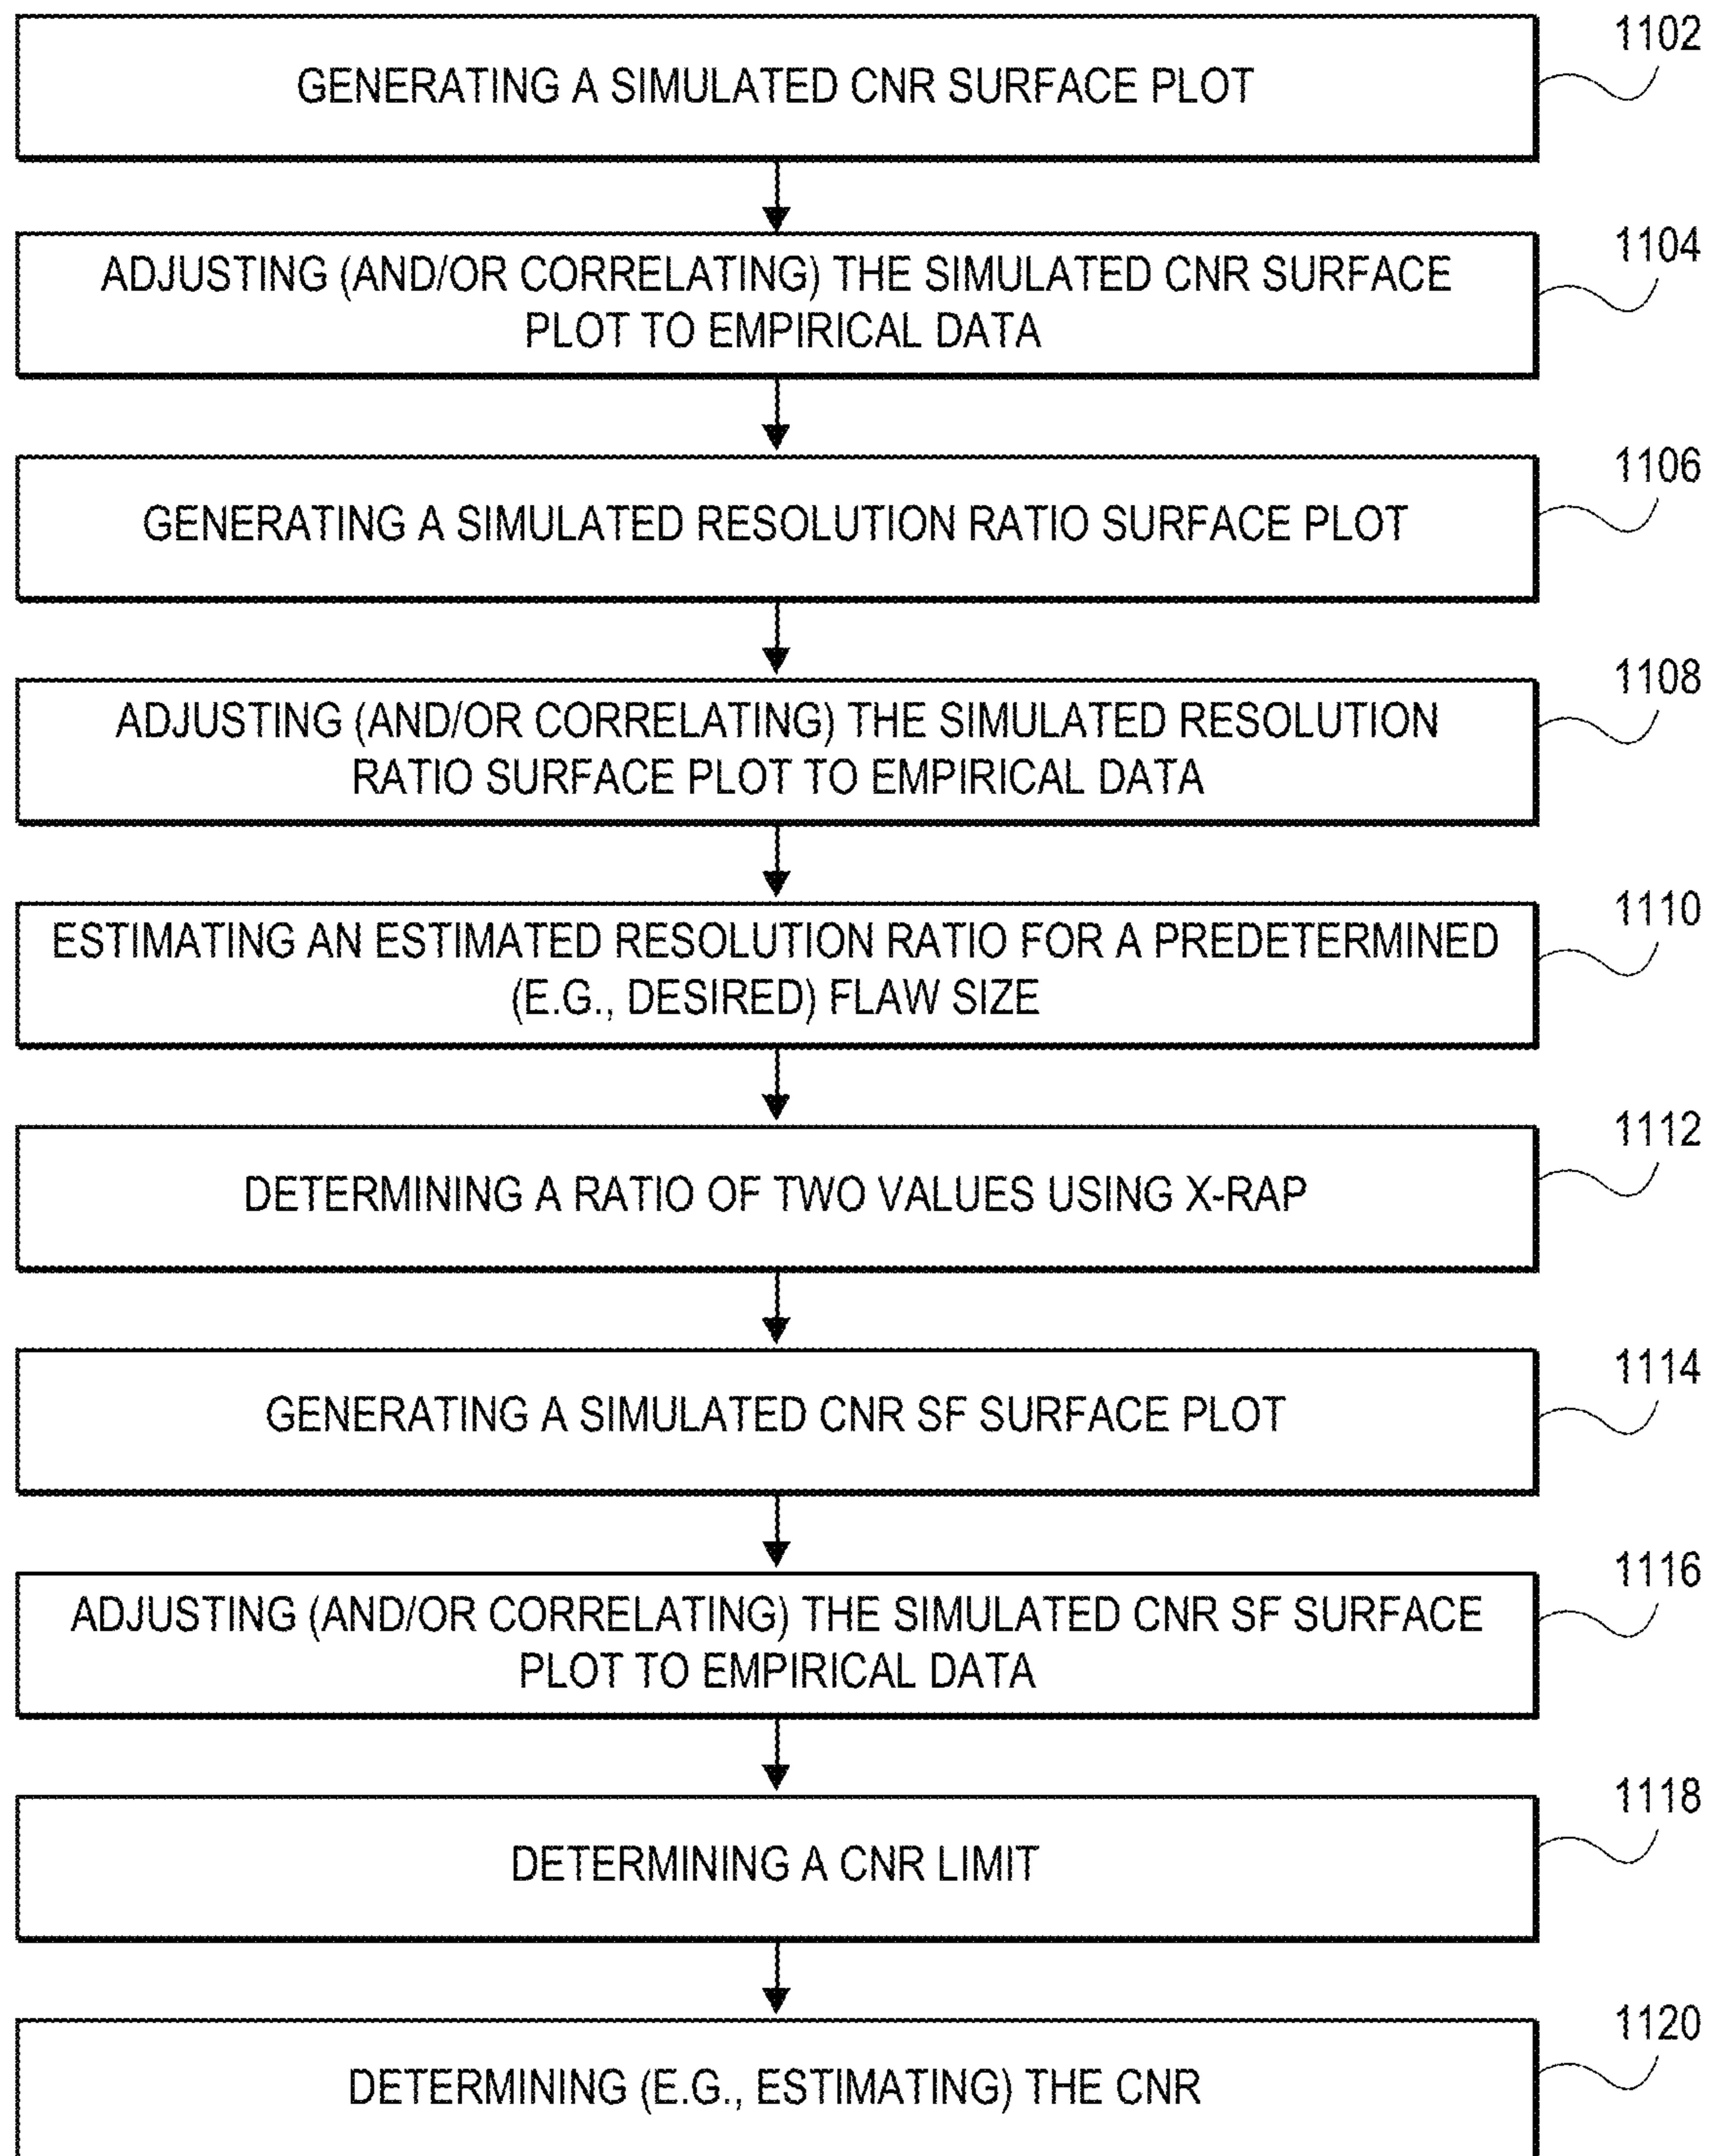 1102
GENERATING A SIMULATED CNR SURFACE PLOT
1104
ADJUSTING (AND/OR CORRELATING) THE SIMULATED CNR SURFACE
PLOT TO EMPIRICAL DATA
1106
GENERATING A SIMULATED RESOLUTION RATIO SURFACE PLOT
1108
ADJUSTING (AND/OR CORRELATING) THE SIMULATED RESOLUTION
RATIO SURFACE PLOT TO EMPIRICAL DATA
1110
ESTIMATING AN ESTIMATED RESOLUTION RATIO FOR A PREDETERMINED
(E.G., DESIRED) FLAW SIZE
1112
DETERMINING A RATIO OF TWO VALUES USING X-RAP
1114
GENERATING A SIMULATED CNR SF SURFACE PLOT
1116
ADJUSTING (AND/OR CORRELATING) THE SIMULATED CNR SF SURFACE
PLOT TO EMPIRICAL DATA
1118
DETERMINING A CNR LIMIT
1120
DETERMINING (E.G., ESTIMATING) THE CNR